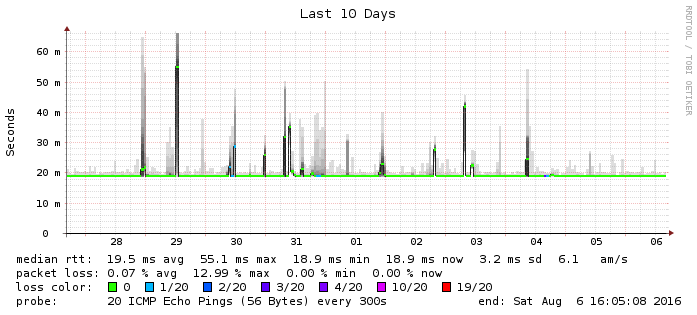 Last 10 Days
RRDTOOL / TOBI OETIKER
Seconds
60 m
50 m
40 m
30 m
20 m
10 m
0
28 29 30 31 01 02 03 04 05 06
median rtt: 19.5 ms avg 55.1 ms max 18.9 ms min 18.9 ms now 3.2 ms sd 6.1 am/s
packet loss: 0.07 % avg 12.99 % max 0.00 % min 0.00 % now
loss color: 0 1/20 2/20 3/20 4/20 10/20 19/20
probe: 20 ICMP Echo Pings (56 Bytes) every 300s end: Sat Aug 6 16:05:08 2016